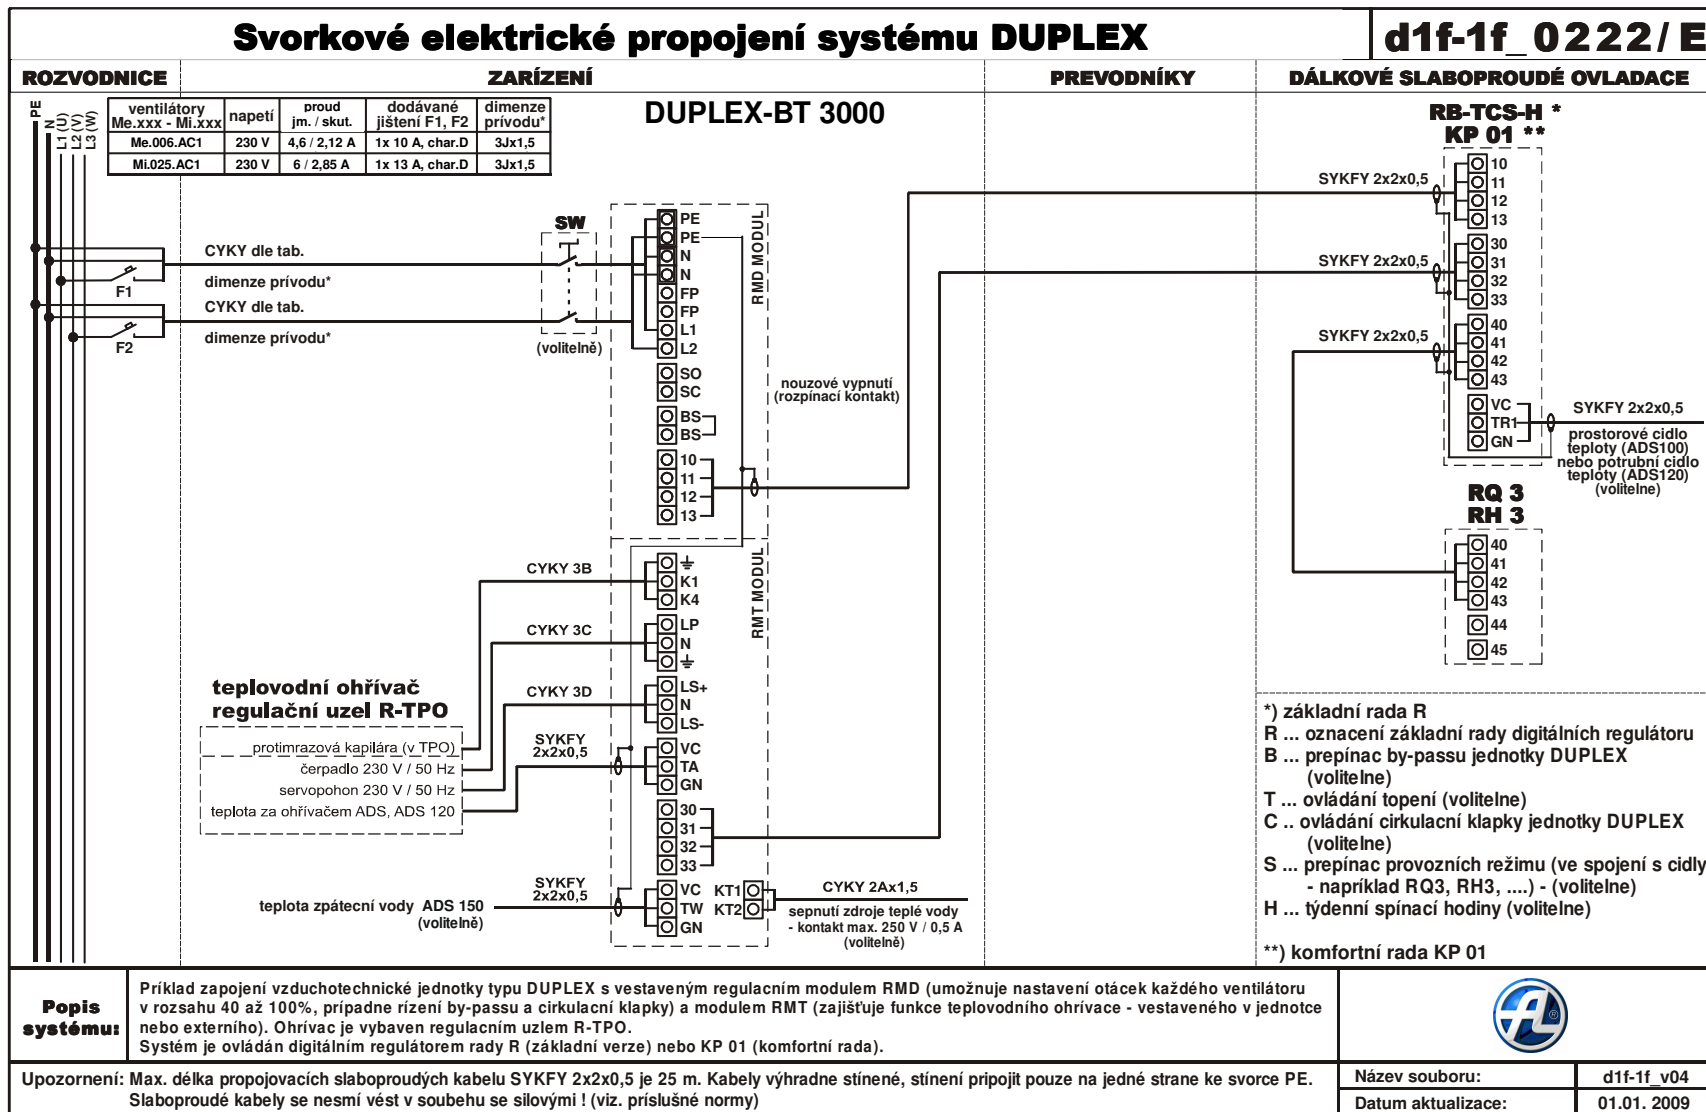 Svorkové elektrické propojení systému DUPLEX
d1f-1f_0222/E
ROZVODNICE
ZARÍZENÍ
PREVODNÍKY
DÁLKOVÉ SLABOPROUDÉ OVLADACE
PE
N
L1 (U)
L2 (V)
L3 (W)
ventilátory Me.xxx - Mi.xxx | napetí | proud jm. / skut. | dodávané jištení F1, F2 | dimenze prívodu*
Me.006.AC1 | 230 V | 4,6 / 2,12 A | 1x 10 A, char.D | 3Jx1,5
Mi.025.AC1 | 230 V | 6 / 2,85 A | 1x 13 A, char.D | 3Jx1,5
DUPLEX-BT 3000
SW
(volitelně)
CYKY dle tab.
dimenze prívodu*
F1
CYKY dle tab.
dimenze prívodu*
F2
RMD MODUL
PE
PE
N
N
FP
FP
L1
L2
SO
SC
BS
BS
10
11
12
13
nouzové vypnutí
(rozpínací kontakt)
RMT MODUL
K1
K4
LP
N
LS+
N
LS-
VC
TA
GN
30
31
32
33
VC
TW
GN
KT1
KT2
CYKY 3B
CYKY 3C
CYKY 3D
SYKFY
2x2x0,5
teplovodní ohřívač
regulační uzel R-TPO
protimrazová kapilára (v TPO)
čerpadlo 230 V / 50 Hz
servopohon 230 V / 50 Hz
teplota za ohřívačem ADS, ADS 120
SYKFY
2x2x0,5
teplota zpátecní vody ADS 150
(volitelně)
CYKY 2Ax1,5
sepnutí zdroje teplé vody
- kontakt max. 250 V / 0,5 A
(volitelně)
RB-TCS-H *
KP 01 **
SYKFY 2x2x0,5
10
11
12
13
SYKFY 2x2x0,5
30
31
32
33
SYKFY 2x2x0,5
40
41
42
43
VC
TR1
GN
SYKFY 2x2x0,5
prostorové cidlo
teploty (ADS100)
nebo potrubní cidlo
teploty (ADS120)
(volitelne)
RQ 3
RH 3
40
41
42
43
44
45
*) základní rada R
R ... oznacení základní rady digitálních regulátoru
B ... prepínac by-passu jednotky DUPLEX
(volitelne)
T ... ovládání topení (volitelne)
C .. ovládání cirkulacní klapky jednotky DUPLEX
(volitelne)
S ... prepínac provozních režimu (ve spojení s cidly
- napríklad RQ3, RH3, ....) - (volitelne)
H ... týdenní spínací hodiny (volitelne)
**) komfortní rada KP 01
Popis
systému:
Príklad zapojení vzduchotechnické jednotky typu DUPLEX s vestaveným regulacním modulem RMD (umožnuje nastavení otácek každého ventilátoru
v rozsahu 40 až 100%, prípadne rízení by-passu a cirkulacní klapky) a modulem RMT (zajišťuje funkce teplovodního ohrívace - vestaveného v jednotce
nebo externího). Ohrívac je vybaven regulacním uzlem R-TPO.
Systém je ovládán digitálním regulátorem rady R (základní verze) nebo KP 01 (komfortní rada).
Upozornení: Max. délka propojovacích slaboproudých kabelu SYKFY 2x2x0,5 je 25 m. Kabely výhradne stínené, stínení pripojit pouze na jedné strane ke svorce PE.
Slaboproudé kabely se nesmí vést v soubehu se silovými ! (viz. príslušné normy)
Název souboru: d1f-1f_v04
Datum aktualizace: 01.01. 2009